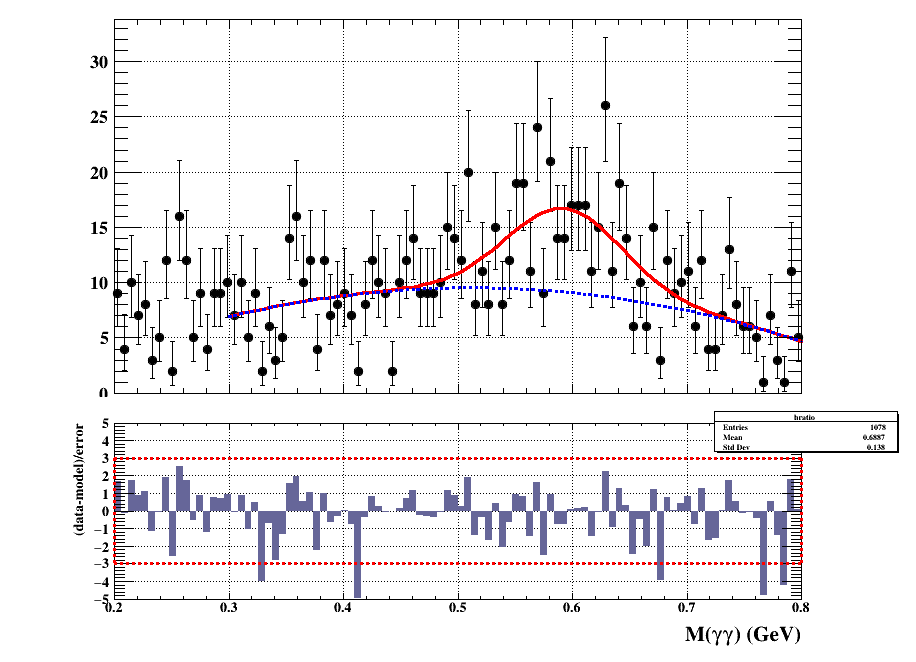 30
25
20
15
10
5
0
hratio
Entries 1078
Mean 0.6887
Std Dev 0.138
(data-model)/error
5
4
3
2
1
0
−1
−2
−3
−4
−5
0.2 0.3 0.4 0.5 0.6 0.7 0.8
M(γγ) (GeV)